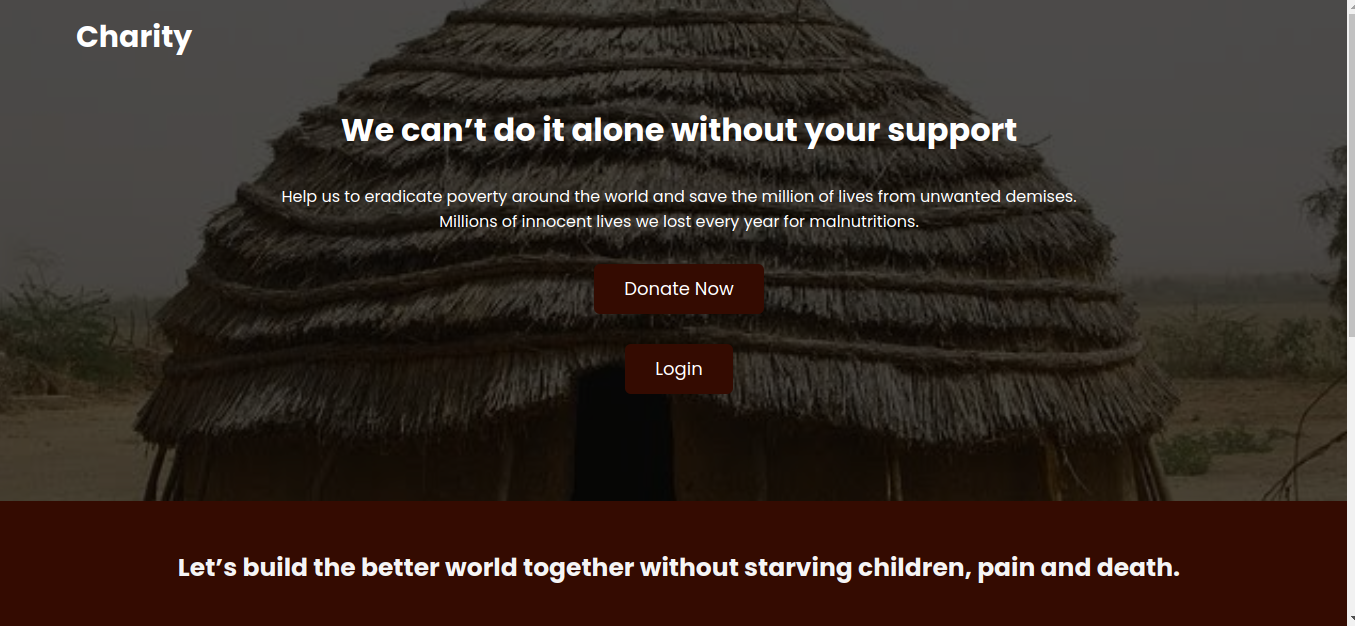 Charity
We can’t do it alone without your support
Help us to eradicate poverty around the world and save the million of lives from unwanted demises.
Millions of innocent lives we lost every year for malnutritions.
Donate Now
Login
Let’s build the better world together without starving children, pain and death.